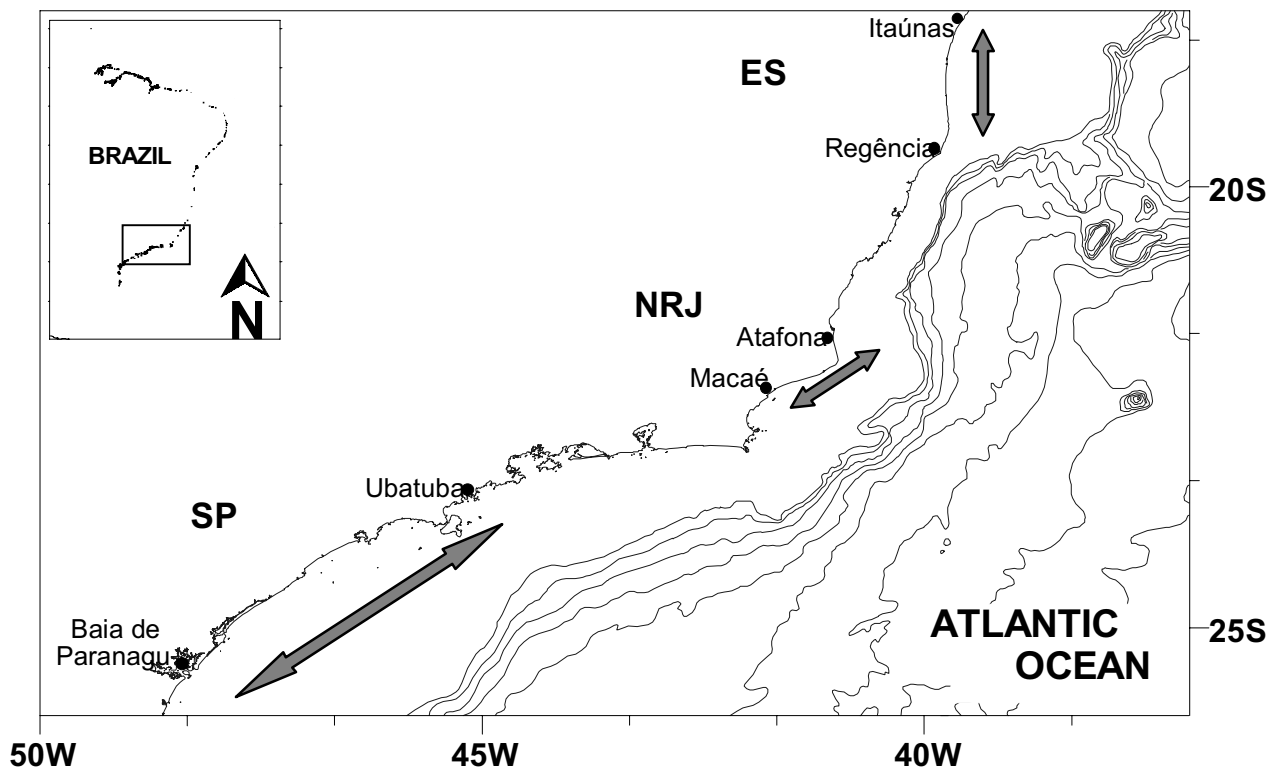 Itaúnas
ES
BRAZIL
Regência
20S
N
NRJ
Atafona
Macaé
Ubatuba
SP
ATLANTIC
OCEAN
25S
Baia de
Paranagu
50W
45W
40W